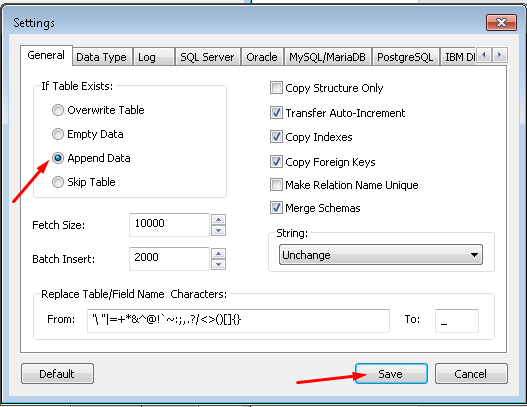 Settings
General Data Type Log SQL Server Oracle MySQL/MariaDB PostgreSQL IBM
If Table Exists:
Overwrite Table
Empty Data
Append Data
Skip Table
Copy Structure Only
Transfer Auto-Increment
Copy Indexes
Copy Foreign Keys
Make Relation Name Unique
Merge Schemas
Fetch Size: 10000
Batch Insert: 2000
String:
Unchange
Replace Table/Field Name Characters:
From: "\ "|=+*&^@!`~:;,.?/<>()[]{} To: _
Default Save Cancel